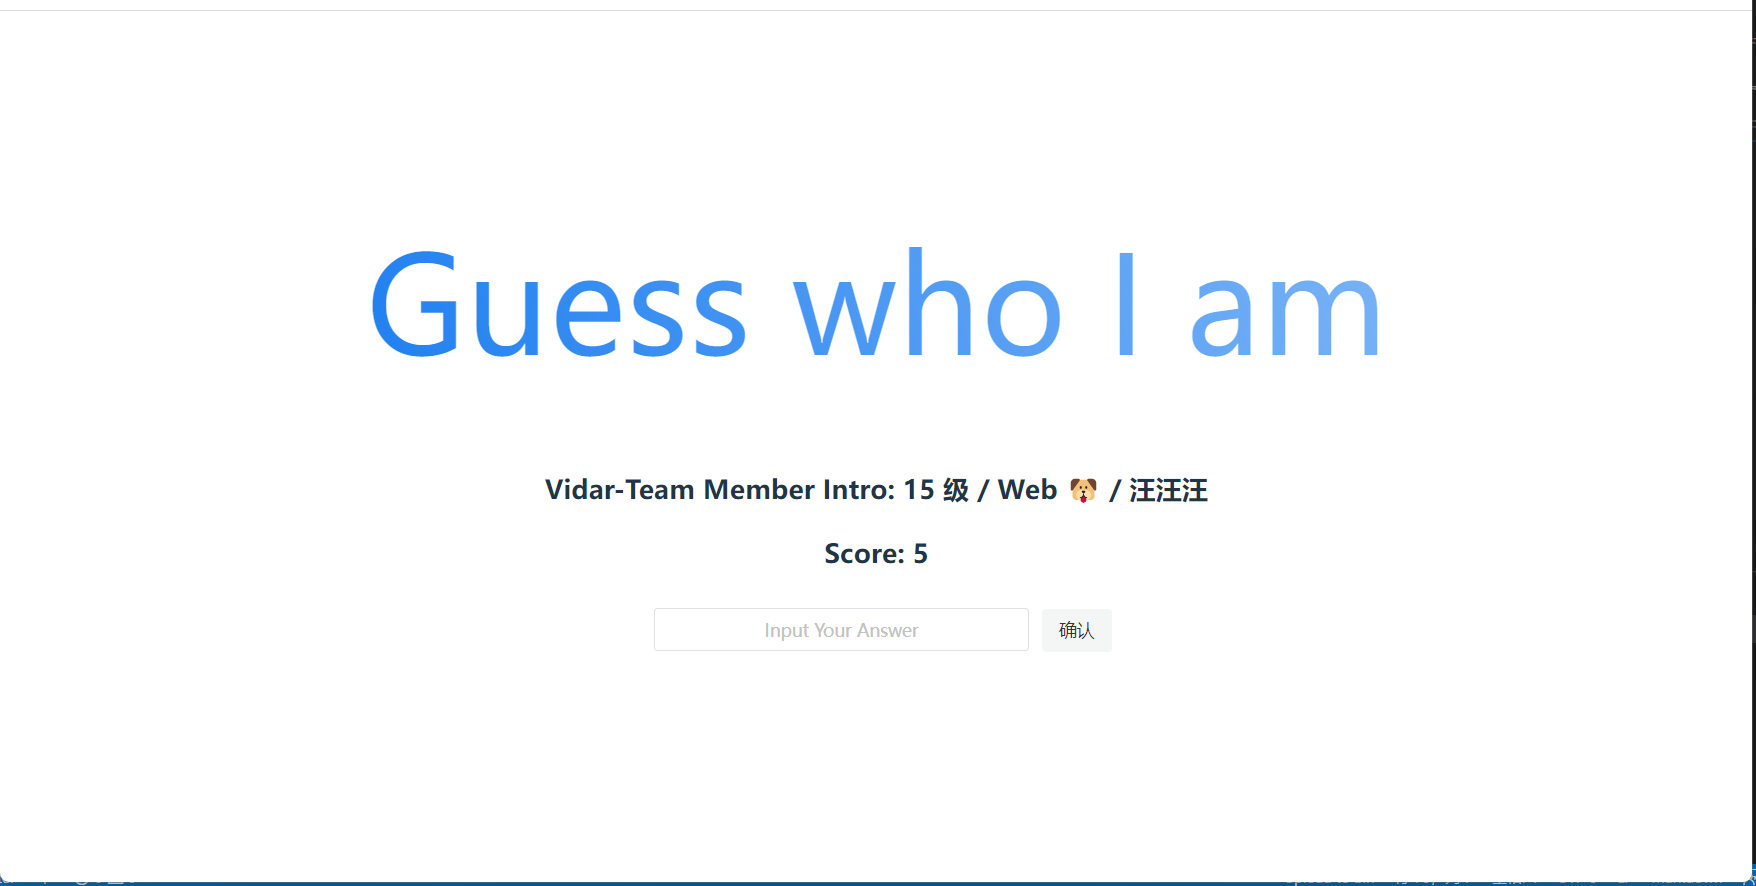 Guess who I am
Vidar-Team Member Intro: 15 级 / Web 🐶 / 汪汪汪
Score: 5
Input Your Answer
确认